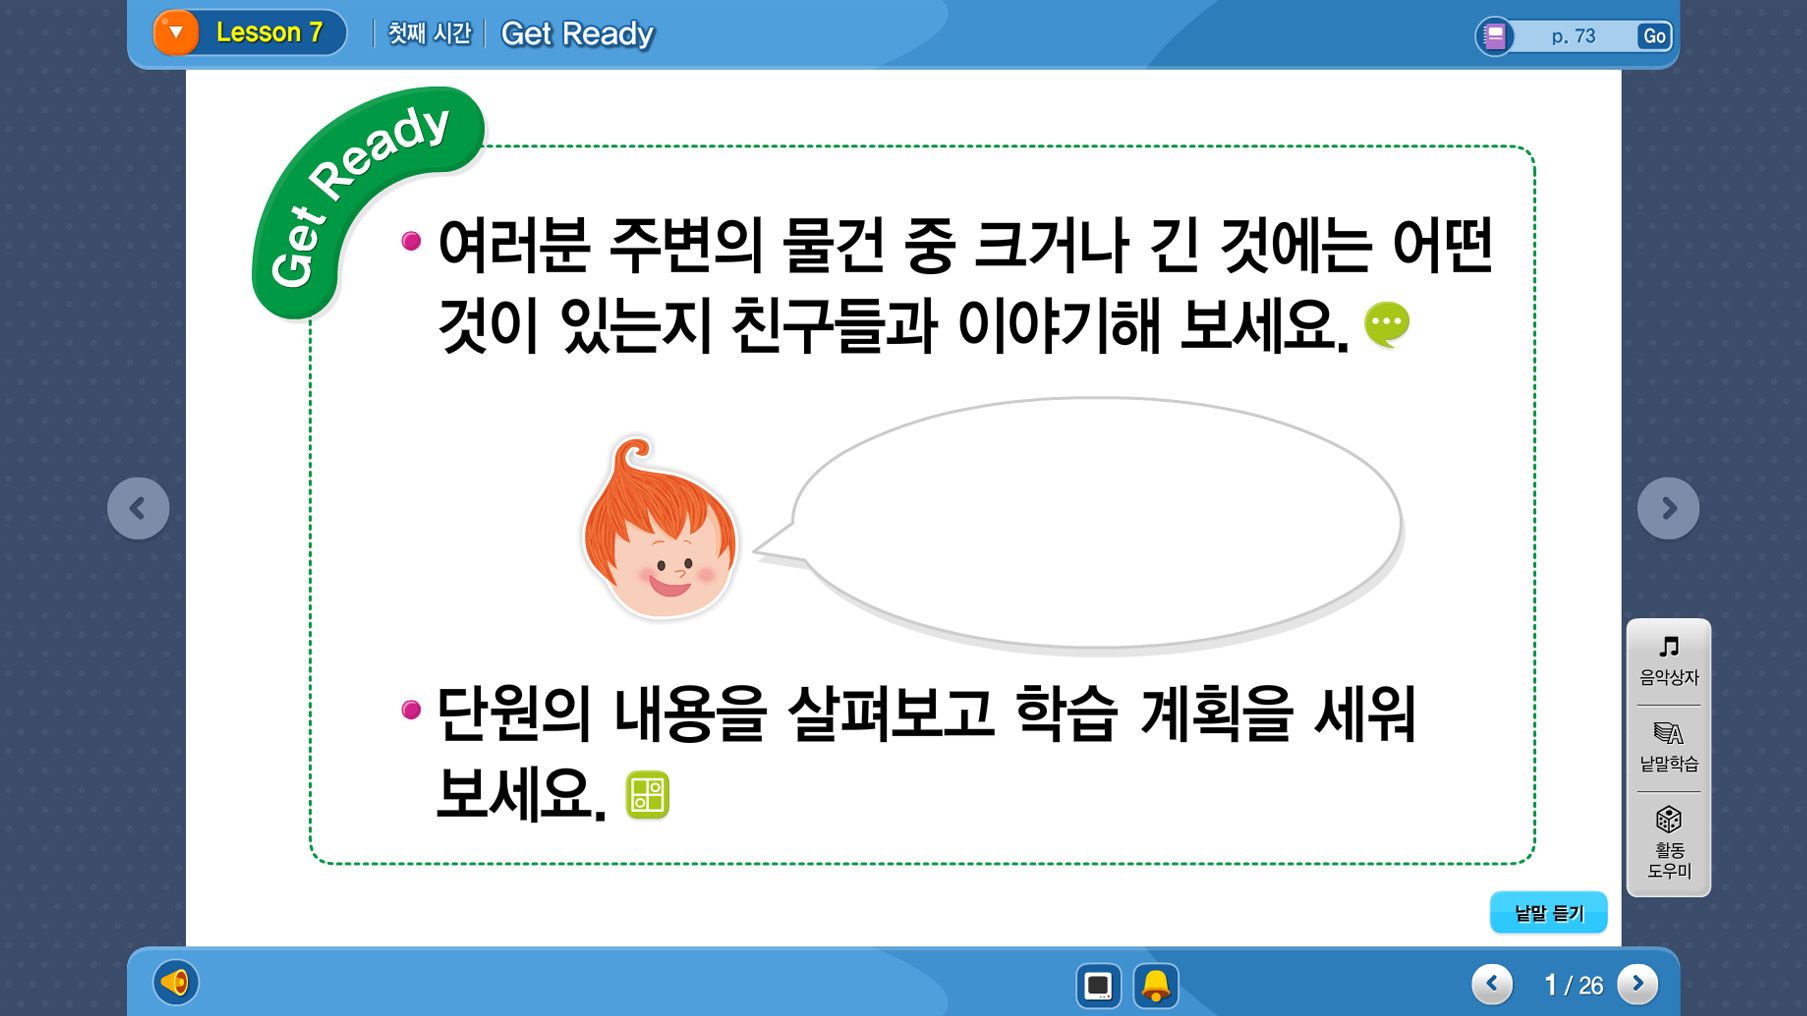 Lesson 7
첫째 시간
Get Ready
p. 73
Go
Get Ready
여러분 주변의 물건 중 크거나 긴 것에는 어떤
것이 있는지 친구들과 이야기해 보세요.
단원의 내용을 살펴보고 학습 계획을 세워
보세요.
음악상자
낱말학습
활동
도우미
낱말 듣기
1 / 26